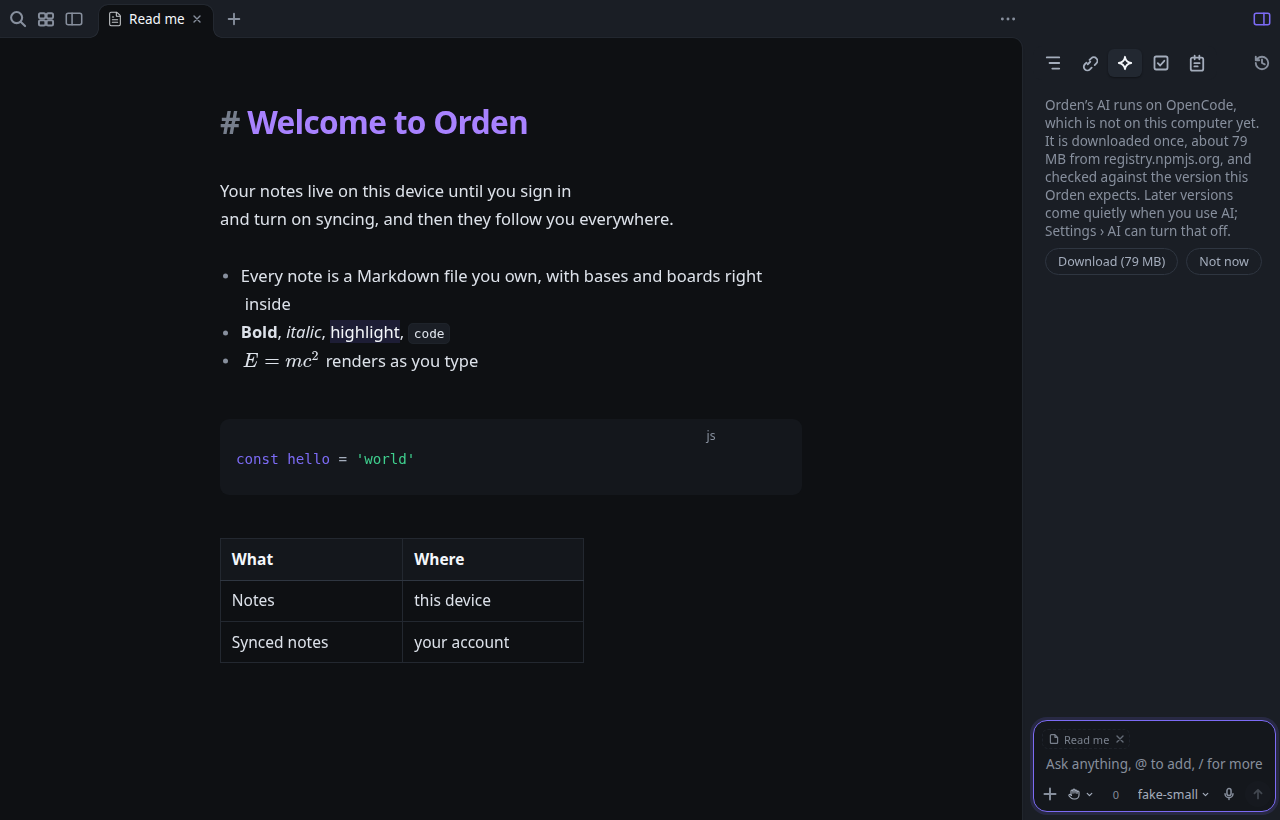 Read me
# Welcome to Orden
Your notes live on this device until you sign in
and turn on syncing, and then they follow you everywhere.
Every note is a Markdown file you own, with bases and boards right
inside
Bold, italic, highlight, code
E = mc² renders as you type
js
const hello = 'world'
What Where
Notes this device
Synced notes your account
Orden’s AI runs on OpenCode,
which is not on this computer yet.
It is downloaded once, about 79
MB from registry.npmjs.org, and
checked against the version this
Orden expects. Later versions
come quietly when you use AI;
Settings › AI can turn that off.
Download (79 MB) Not now
Read me
Ask anything, @ to add, / for more
0 fake-small